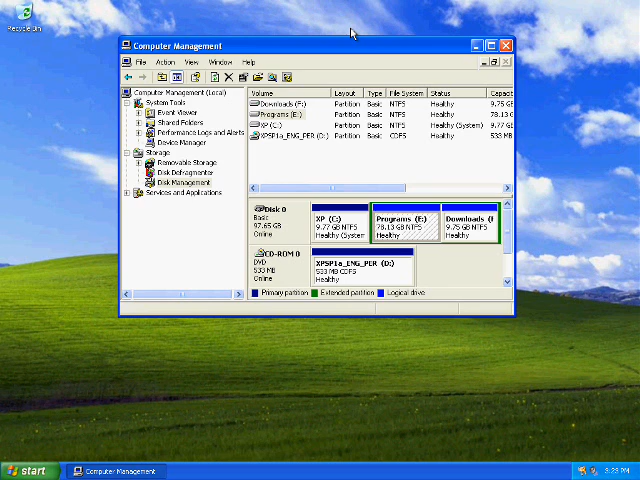 Recycle Bin
Computer Management
File Action View Window Help
Computer Management (Local)
System Tools
Event Viewer
Shared Folders
Performance Logs and Alerts
Device Manager
Storage
Removable Storage
Disk Defragmenter
Disk Management
Services and Applications
Volume Layout Type File System Status Capacit
Downloads (F:) Partition Basic NTFS Healthy 9.75 GB
Programs (E:) Partition Basic NTFS Healthy 78.13 GB
XP (C:) Partition Basic NTFS Healthy (System) 9.77 GB
XPSP1a_ENG_PER (D:) Partition Basic CDFS Healthy 533 MB
Disk 0
Basic
97.65 GB
Online
XP (C:)
9.77 GB NTFS
Healthy (System
Programs (E:)
78.13 GB NTFS
Healthy
Downloads (
9.75 GB NTFS
Healthy
CD-ROM 0
DVD
533 MB
Online
XPSP1a_ENG_PER (D:)
533 MB CDFS
Healthy
Primary partition Extended partition Logical drive
start
Computer Management
3:23 PM